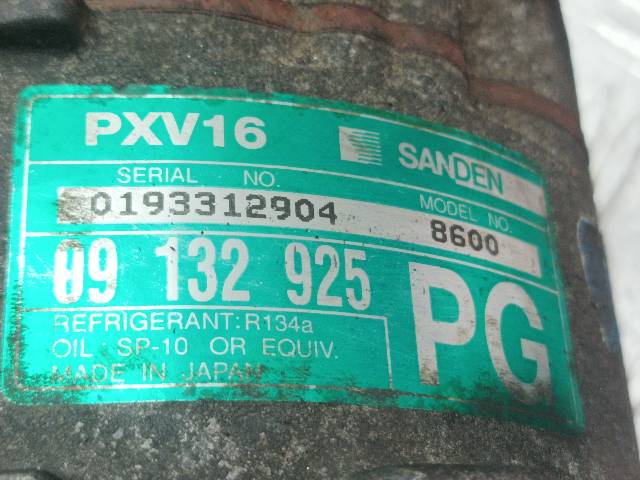 PXV16 SANDEN
SERIAL NO. MODEL NO.
0193312904 8600
09 132 925 PG
REFRIGERANT: R134a
OIL: SP-10 OR EQUIV.
MADE IN JAPAN